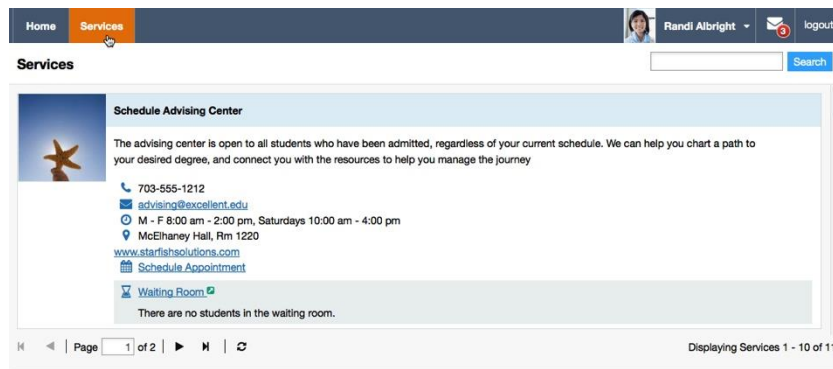 Home Services Randi Albright 3 logout
Services Search
Schedule Advising Center
The advising center is open to all students who have been admitted, regardless of your current schedule. We can help you chart a path to
your desired degree, and connect you with the resources to help you manage the journey
703-555-1212
advising@excellent.edu
M - F 8:00 am - 2:00 pm, Saturdays 10:00 am - 4:00 pm
McElhaney Hall, Rm 1220
www.starfishsolutions.com
Schedule Appointment
Waiting Room
There are no students in the waiting room.
Page 1 of 2 Displaying Services 1 - 10 of 11